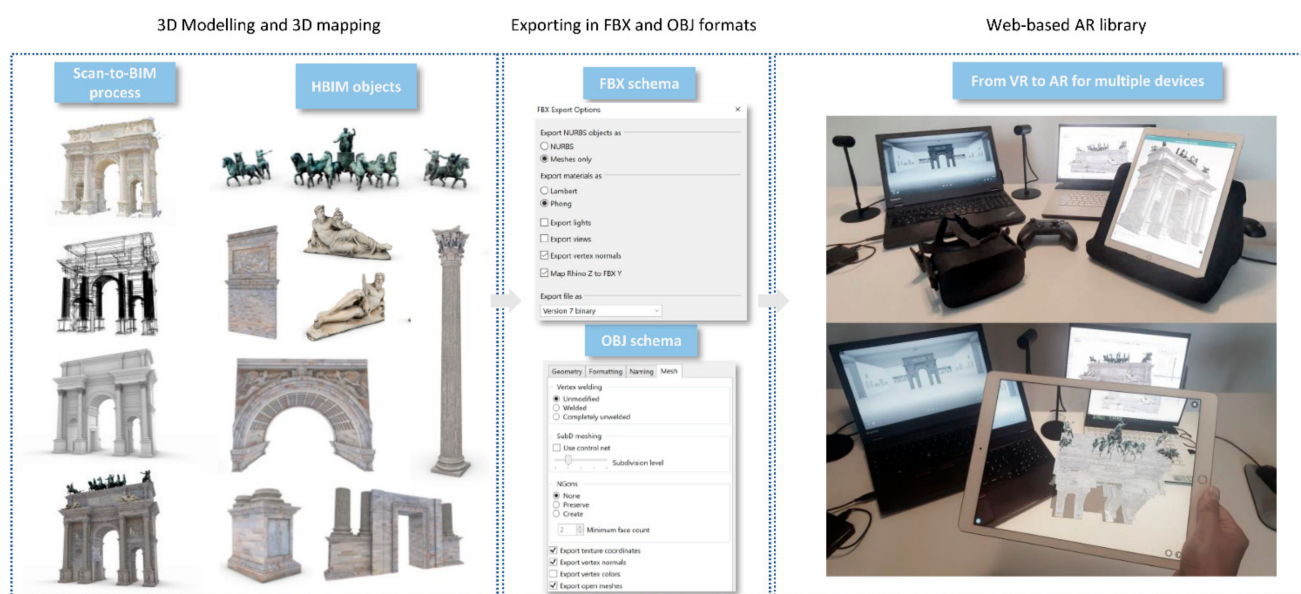 3D Modelling and 3D mapping
Exporting in FBX and OBJ formats
Web-based AR library
Scan-to-BIM
process
HBIM objects
FBX schema
FBX Export Options
Export NURBS objects as
NURBS
Meshes only
Export materials as
Lambert
Phong
Export lights
Export views
Export vertex normals
Map Rhino Z to FBX Y
Export file as
Version 7 binary
OBJ schema
Geometry Formatting Naming Mesh
Vertex welding
Unmodified
Welded
Completely unwelded
SubD meshing
Use control net
Subdivision level
NGons
None
Preserve
Create
2 Minimum face count
Export texture coordinates
Export vertex normals
Export vertex colors
Export open meshes
From VR to AR for multiple devices